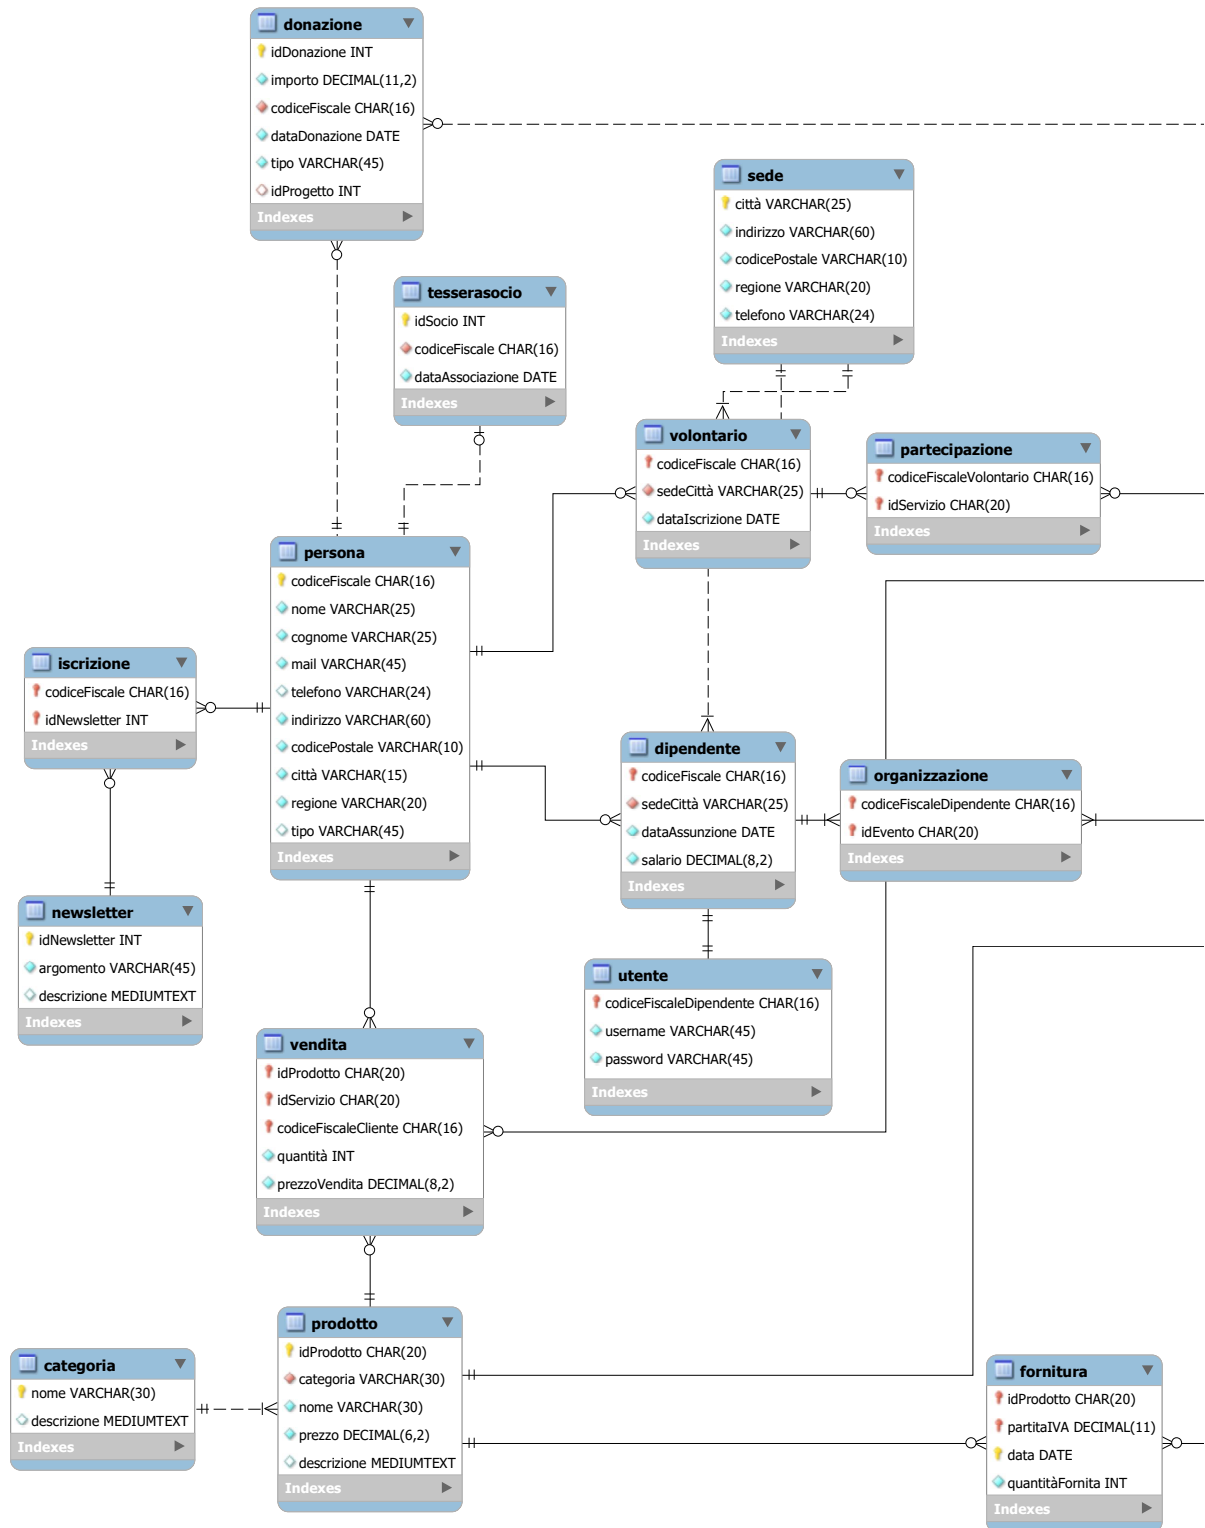 donazione
idDonazione INT
importo DECIMAL(11,2)
codiceFiscale CHAR(16)
dataDonazione DATE
tipo VARCHAR(45)
idProgetto INT
Indexes
sede
città VARCHAR(25)
indirizzo VARCHAR(60)
codicePostale VARCHAR(10)
regione VARCHAR(20)
telefono VARCHAR(24)
Indexes
tesserasocio
idSocio INT
codiceFiscale CHAR(16)
dataAssociazione DATE
Indexes
volontario
codiceFiscale CHAR(16)
sedeCittà VARCHAR(25)
dataIscrizione DATE
Indexes
partecipazione
codiceFiscaleVolontario CHAR(16)
idServizio CHAR(20)
Indexes
persona
codiceFiscale CHAR(16)
nome VARCHAR(25)
cognome VARCHAR(25)
mail VARCHAR(45)
telefono VARCHAR(24)
indirizzo VARCHAR(60)
codicePostale VARCHAR(10)
città VARCHAR(15)
regione VARCHAR(20)
tipo VARCHAR(45)
Indexes
iscrizione
codiceFiscale CHAR(16)
idNewsletter INT
Indexes
dipendente
codiceFiscale CHAR(16)
sedeCittà VARCHAR(25)
dataAssunzione DATE
salario DECIMAL(8,2)
Indexes
organizzazione
codiceFiscaleDipendente CHAR(16)
idEvento CHAR(20)
Indexes
newsletter
idNewsletter INT
argomento VARCHAR(45)
descrizione MEDIUMTEXT
Indexes
utente
codiceFiscaleDipendente CHAR(16)
username VARCHAR(45)
password VARCHAR(45)
Indexes
vendita
idProdotto CHAR(20)
idServizio CHAR(20)
codiceFiscaleCliente CHAR(16)
quantità INT
prezzoVendita DECIMAL(8,2)
Indexes
prodotto
idProdotto CHAR(20)
categoria VARCHAR(30)
nome VARCHAR(30)
prezzo DECIMAL(6,2)
descrizione MEDIUMTEXT
Indexes
categoria
nome VARCHAR(30)
descrizione MEDIUMTEXT
Indexes
fornitura
idProdotto CHAR(20)
partitaIVA DECIMAL(11)
data DATE
quantitàFornita INT
Indexes